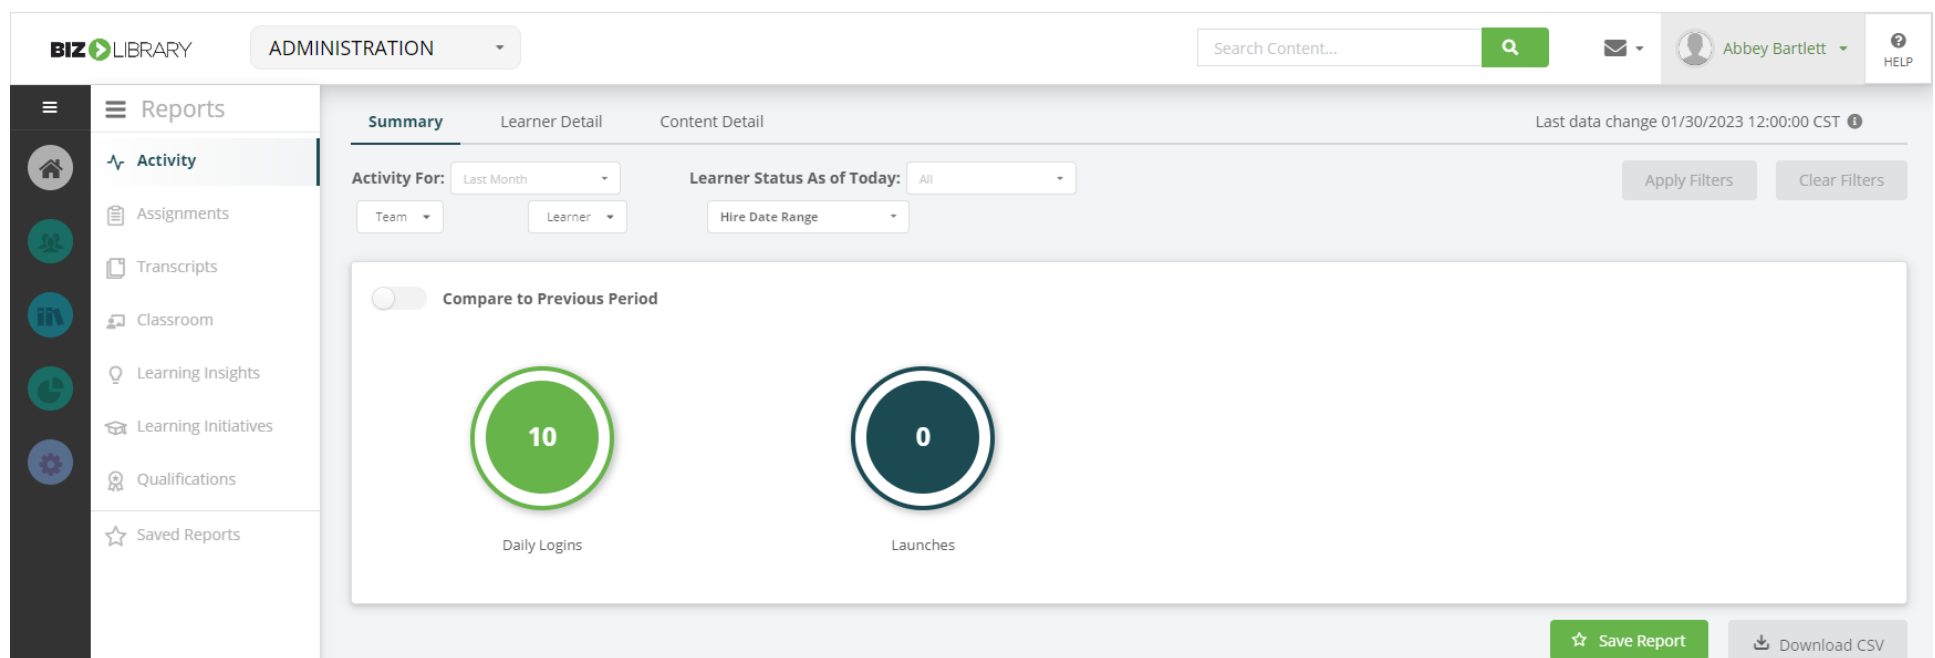 BIZLIBRARY
ADMINISTRATION
Search Content...
Abbey Bartlett
HELP
Reports
Activity
Assignments
Transcripts
Classroom
Learning Insights
Learning Initiatives
Qualifications
Saved Reports
Summary Learner Detail Content Detail
Last data change 01/30/2023 12:00:00 CST
Activity For: Last Month Learner Status As of Today: All
Apply Filters Clear Filters
Team Learner Hire Date Range
Compare to Previous Period
10 0
Daily Logins Launches
Save Report Download CSV